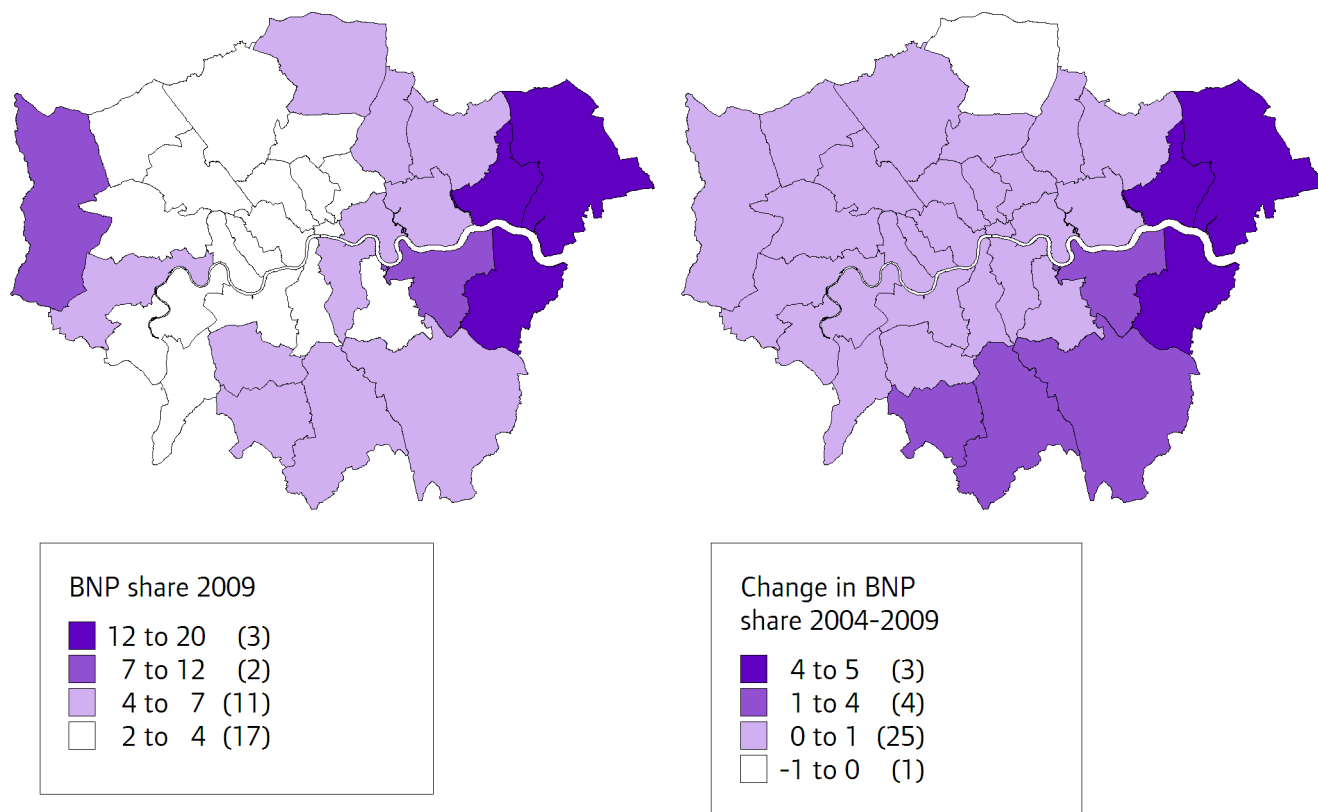 BNP share 2009
12 to 20 (3)
7 to 12 (2)
4 to 7 (11)
2 to 4 (17)
Change in BNP
share 2004-2009
4 to 5 (3)
1 to 4 (4)
0 to 1 (25)
-1 to 0 (1)